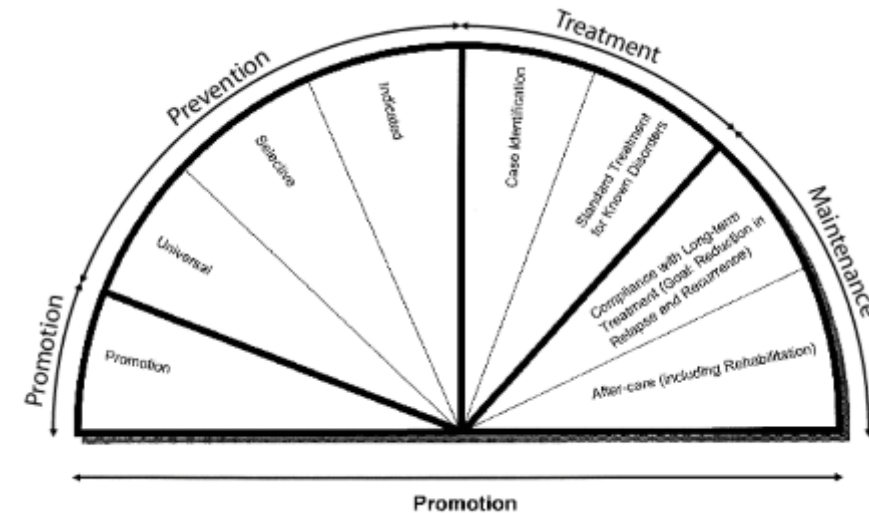 Promotion
Prevention
Treatment
Maintenance
Promotion
Universal
Selective
Indicated
Case Identification
Standard Treatment
for Known Disorders
Compliance with Long-term
Treatment (Goal: Reduction in
Relapse and Recurrence)
After-care (including Rehabilitation)
Promotion